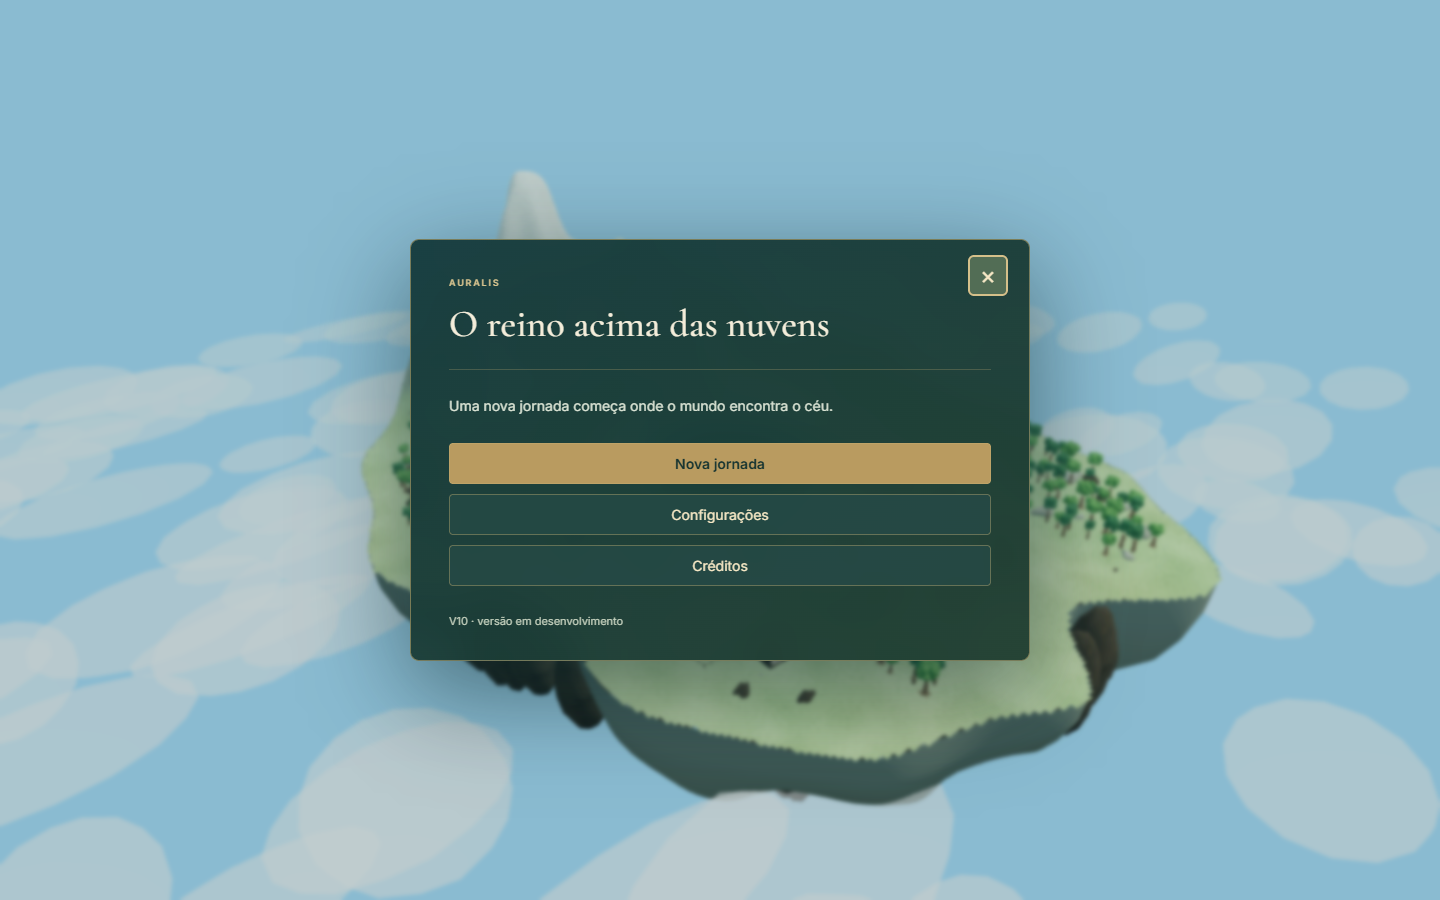 AURALIS
O reino acima das nuvens
Uma nova jornada começa onde o mundo encontra o céu.
Nova jornada
Configurações
Créditos
V10 · versão em desenvolvimento